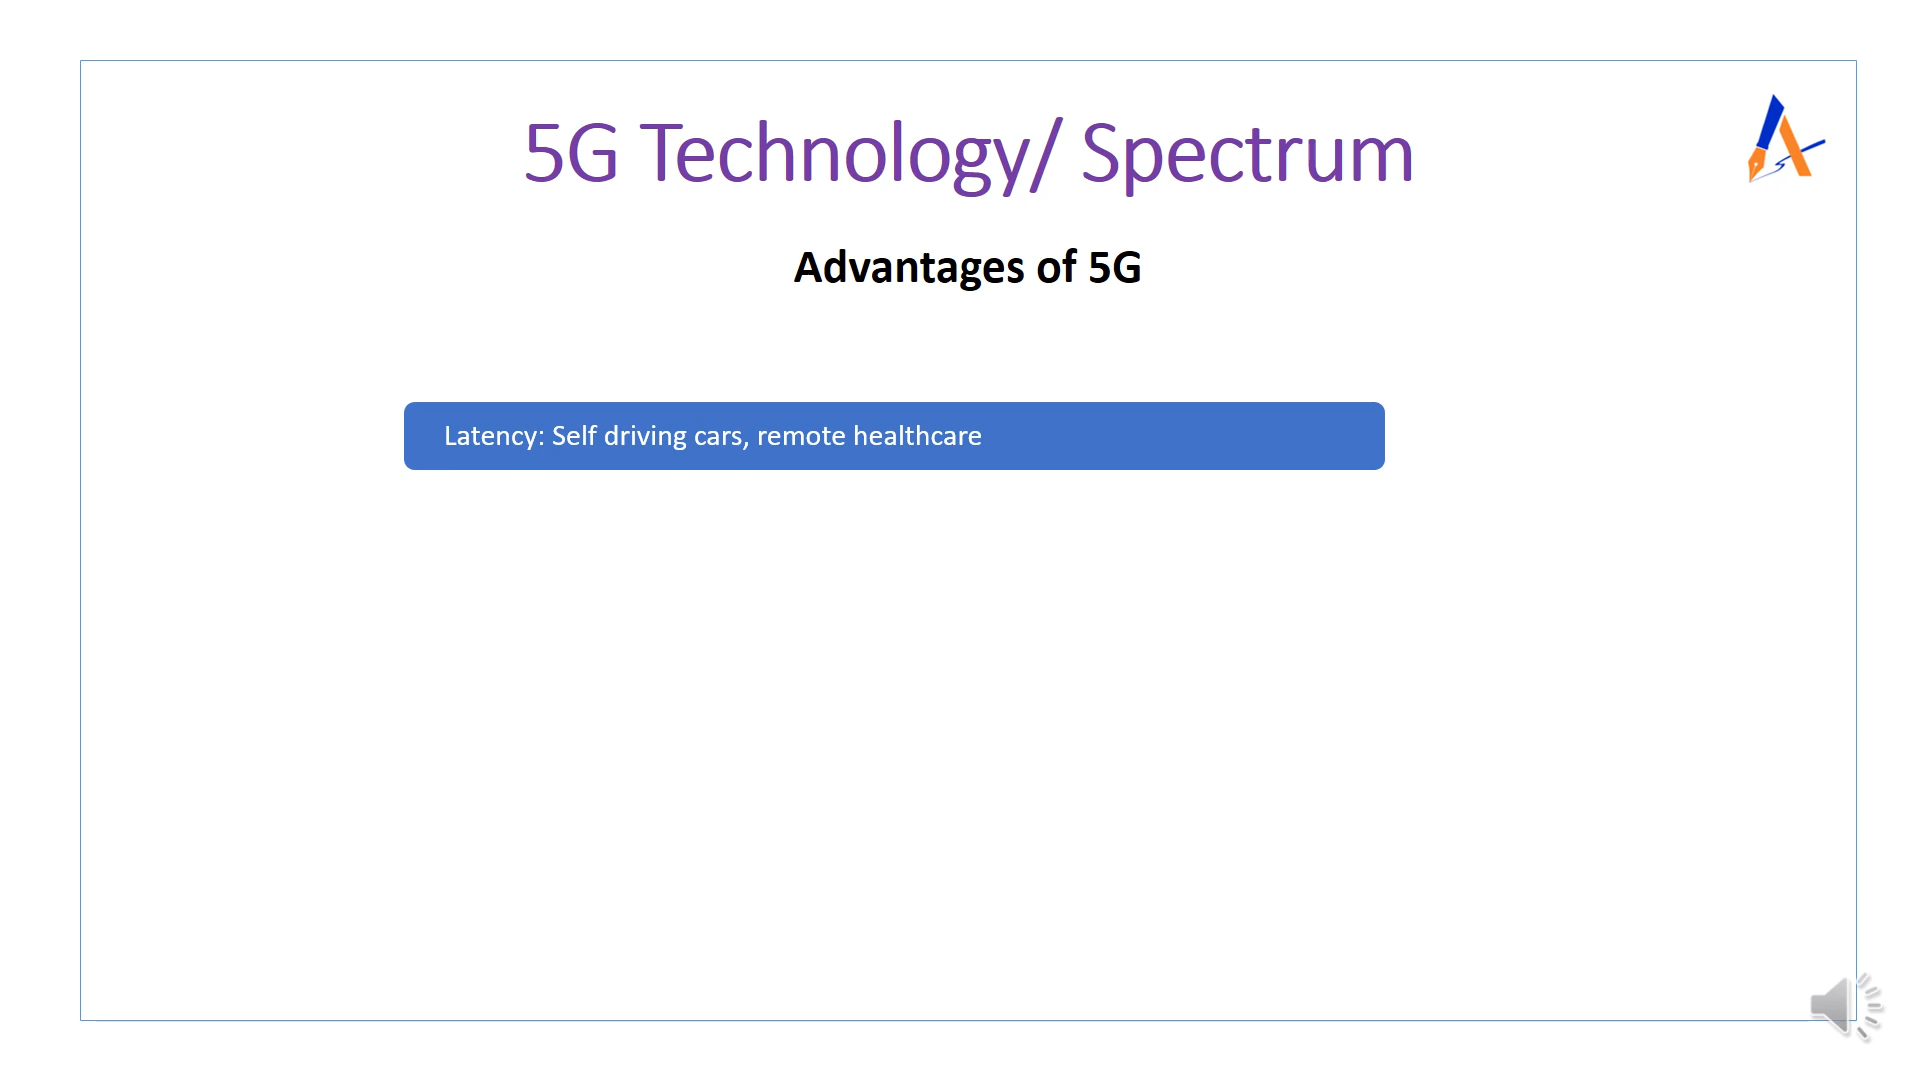 5G Technology/ Spectrum
Advantages of 5G
Latency: Self driving cars, remote healthcare